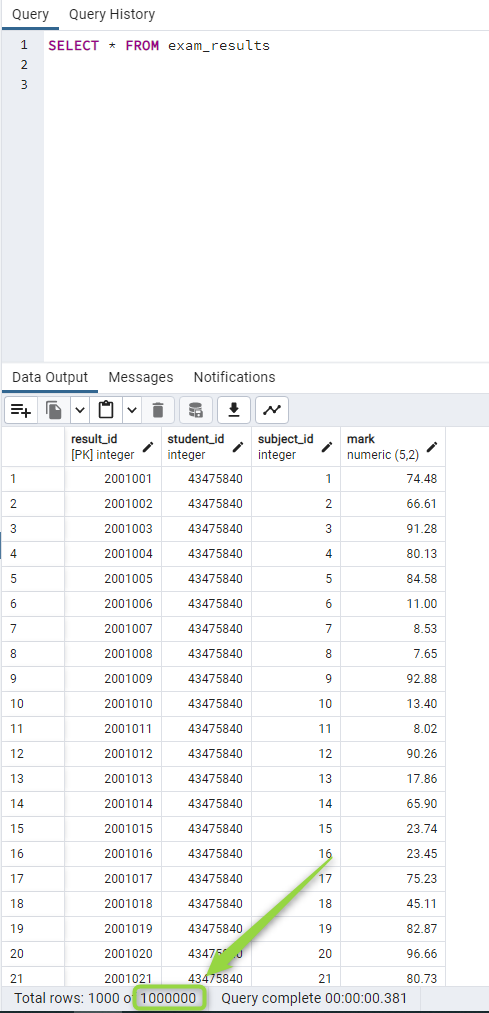 Query Query History
1 SELECT * FROM exam_results
2
3
Data Output Messages Notifications
result_id student_id subject_id mark
[PK] integer integer integer numeric (5,2)
1 2001001 43475840 1 74.48
2 2001002 43475840 2 66.61
3 2001003 43475840 3 91.28
4 2001004 43475840 4 80.13
5 2001005 43475840 5 84.58
6 2001006 43475840 6 11.00
7 2001007 43475840 7 8.53
8 2001008 43475840 8 7.65
9 2001009 43475840 9 92.88
10 2001010 43475840 10 13.40
11 2001011 43475840 11 8.02
12 2001012 43475840 12 90.26
13 2001013 43475840 13 17.86
14 2001014 43475840 14 65.90
15 2001015 43475840 15 23.74
16 2001016 43475840 16 23.45
17 2001017 43475840 17 75.23
18 2001018 43475840 18 45.11
19 2001019 43475840 19 82.87
20 2001020 43475840 20 96.66
21 2001021 43475840 21 80.73
Total rows: 1000 of 1000000 Query complete 00:00:00.381